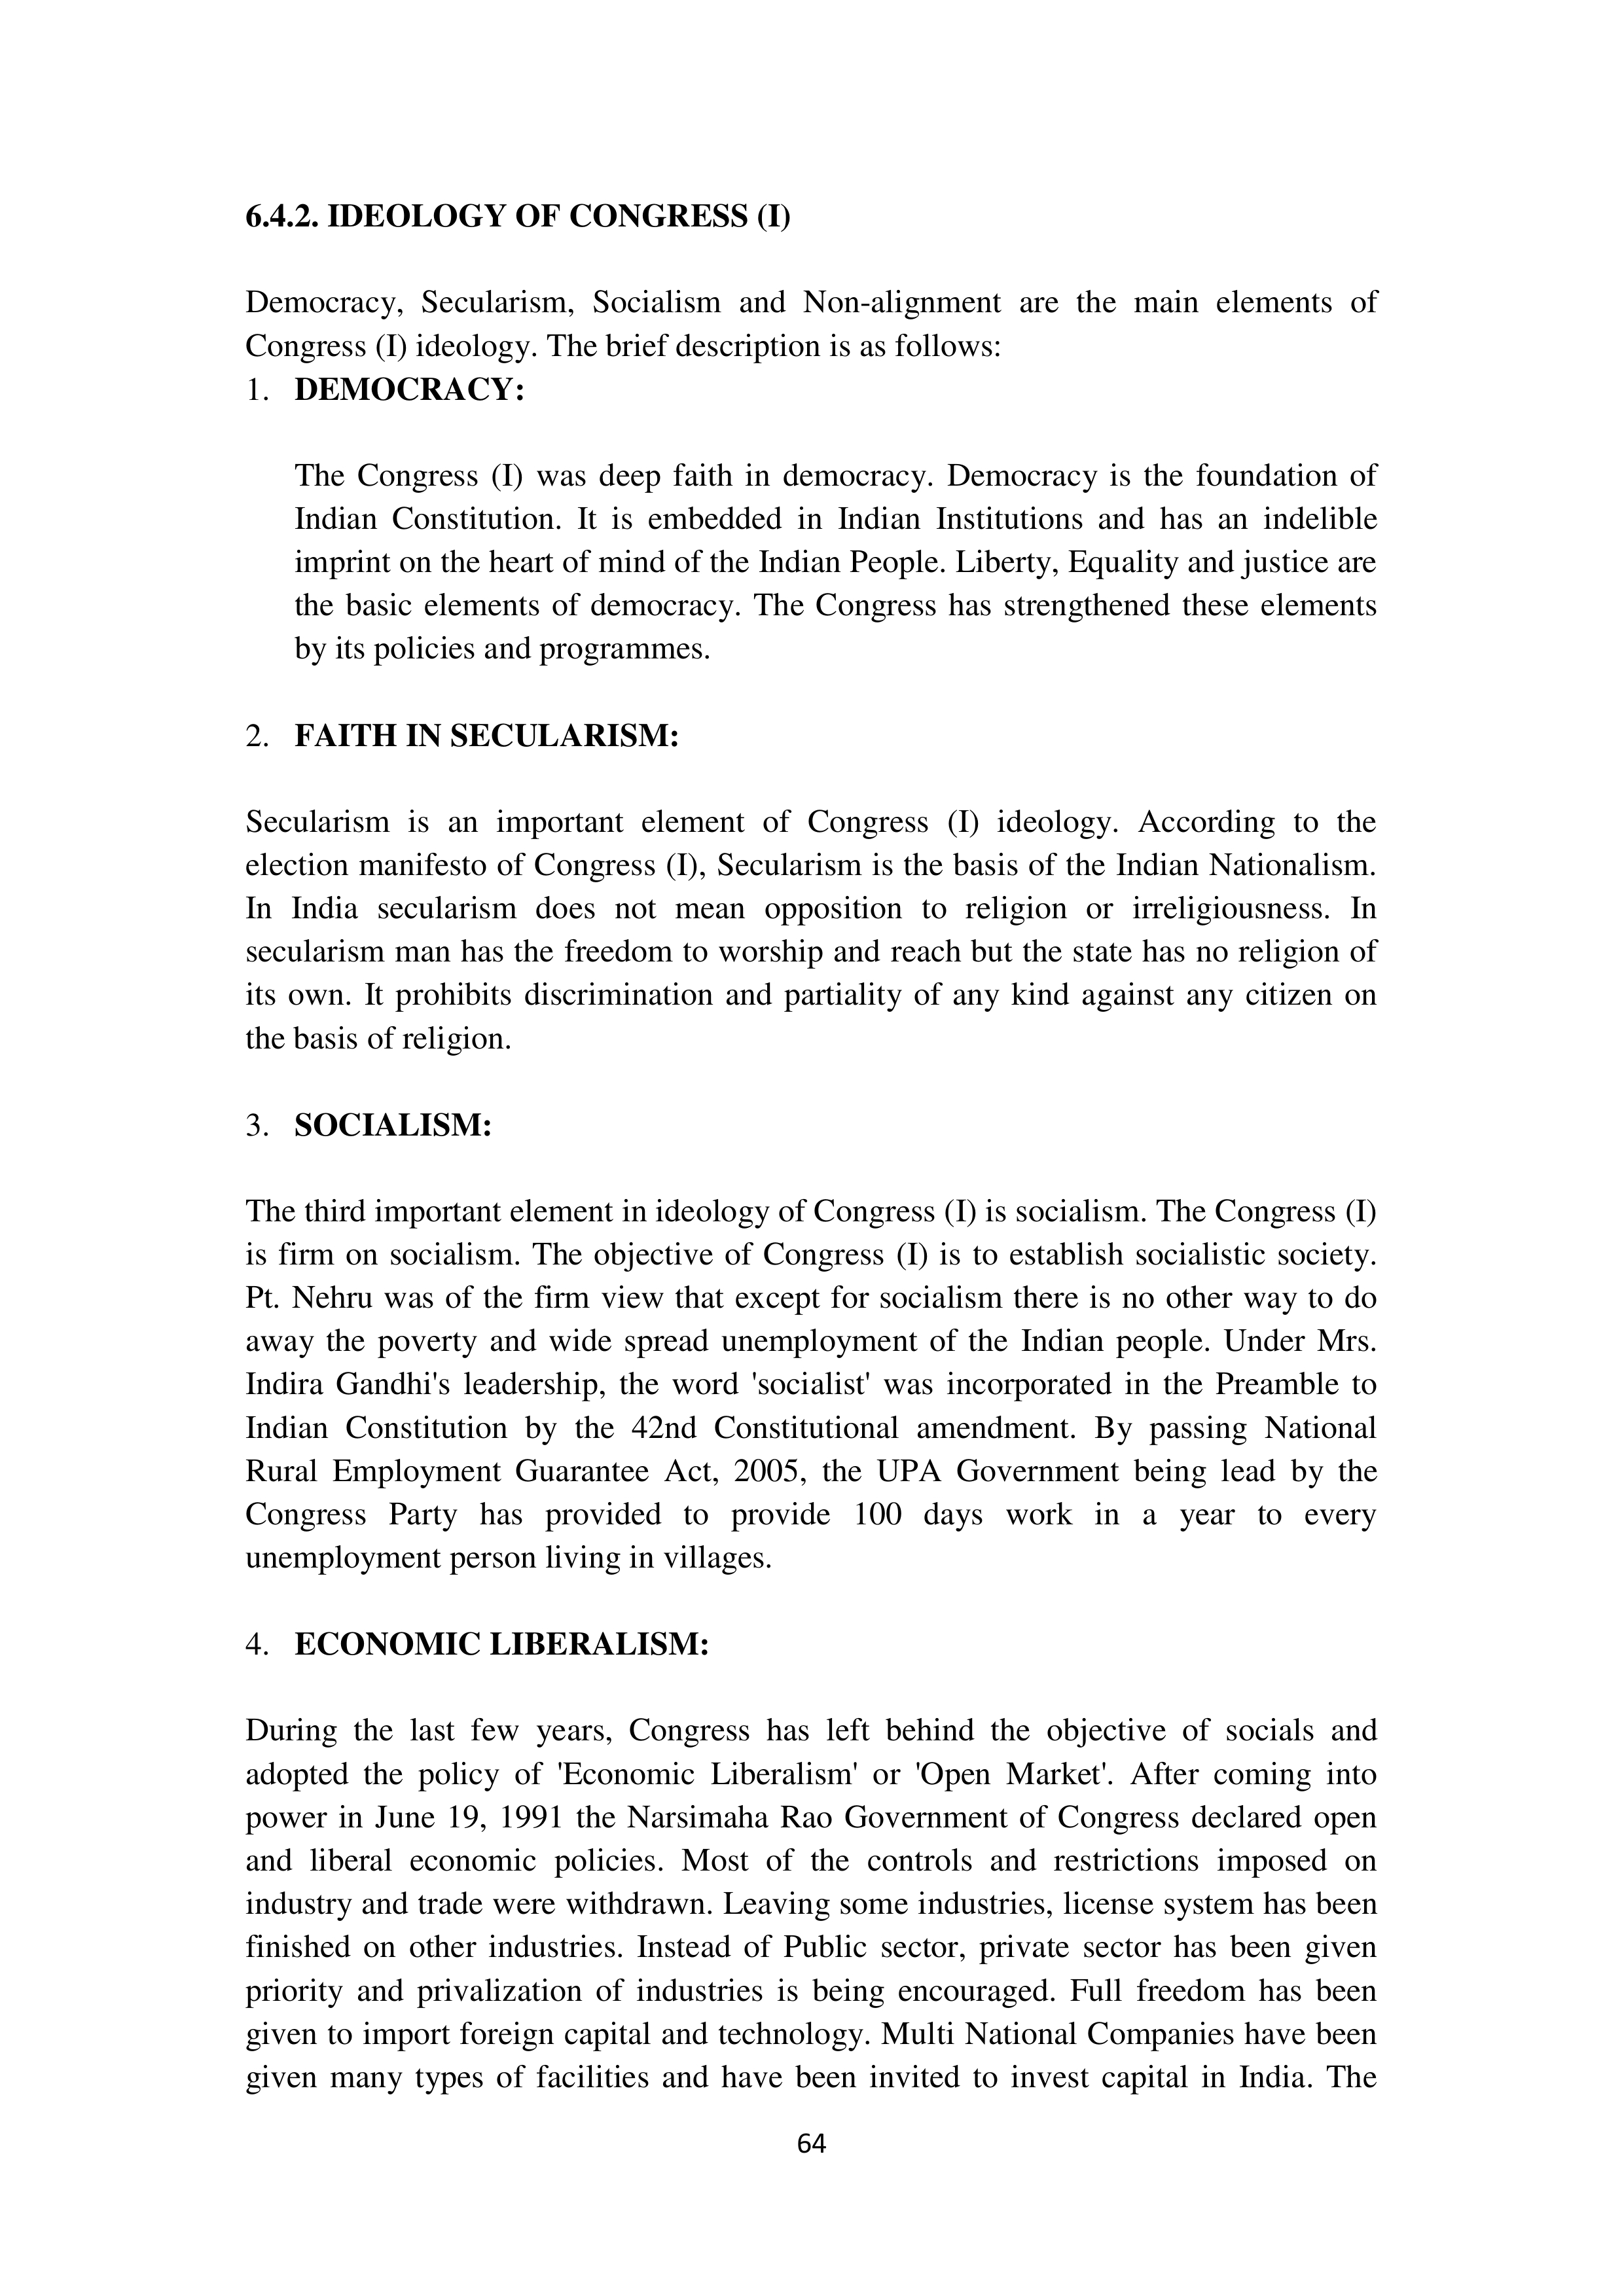 6.4.2. IDEOLOGY OF CONGRESS (I)
Democracy, Secularism, Socialism and Non-alignment are the main elements of
Congress (I) ideology. The brief description is as follows:
1. DEMOCRACY:
The Congress (I) was deep faith in democracy. Democracy is the foundation of
Indian Constitution. It is embedded in Indian Institutions and has an indelible
imprint on the heart of mind of the Indian People. Liberty, Equality and justice are
the basic elements of democracy. The Congress has strengthened these elements
by its policies and programmes.
2. FAITH IN SECULARISM:
Secularism is an important element of Congress (I) ideology. According to the
election manifesto of Congress (I), Secularism is the basis of the Indian Nationalism.
In India secularism does not mean opposition to religion or irreligiousness. In
secularism man has the freedom to worship and reach but the state has no religion of
its own. It prohibits discrimination and partiality of any kind against any citizen on
the basis of religion.
3. SOCIALISM:
The third important element in ideology of Congress (I) is socialism. The Congress (I)
is firm on socialism. The objective of Congress (I) is to establish socialistic society.
Pt. Nehru was of the firm view that except for socialism there is no other way to do
away the poverty and wide spread unemployment of the Indian people. Under Mrs.
Indira Gandhi's leadership, the word 'socialist' was incorporated in the Preamble to
Indian Constitution by the 42nd Constitutional amendment. By passing National
Rural Employment Guarantee Act, 2005, the UPA Government being lead by the
Congress Party has provided to provide 100 days work in a year to every
unemployment person living in villages.
4. ECONOMIC LIBERALISM:
During the last few years, Congress has left behind the objective of socials and
adopted the policy of 'Economic Liberalism' or 'Open Market'. After coming into
power in June 19, 1991 the Narsimaha Rao Government of Congress declared open
and liberal economic policies. Most of the controls and restrictions imposed on
industry and trade were withdrawn. Leaving some industries, license system has been
finished on other industries. Instead of Public sector, private sector has been given
priority and privalization of industries is being encouraged. Full freedom has been
given to import foreign capital and technology. Multi National Companies have been
given many types of facilities and have been invited to invest capital in India. The
64